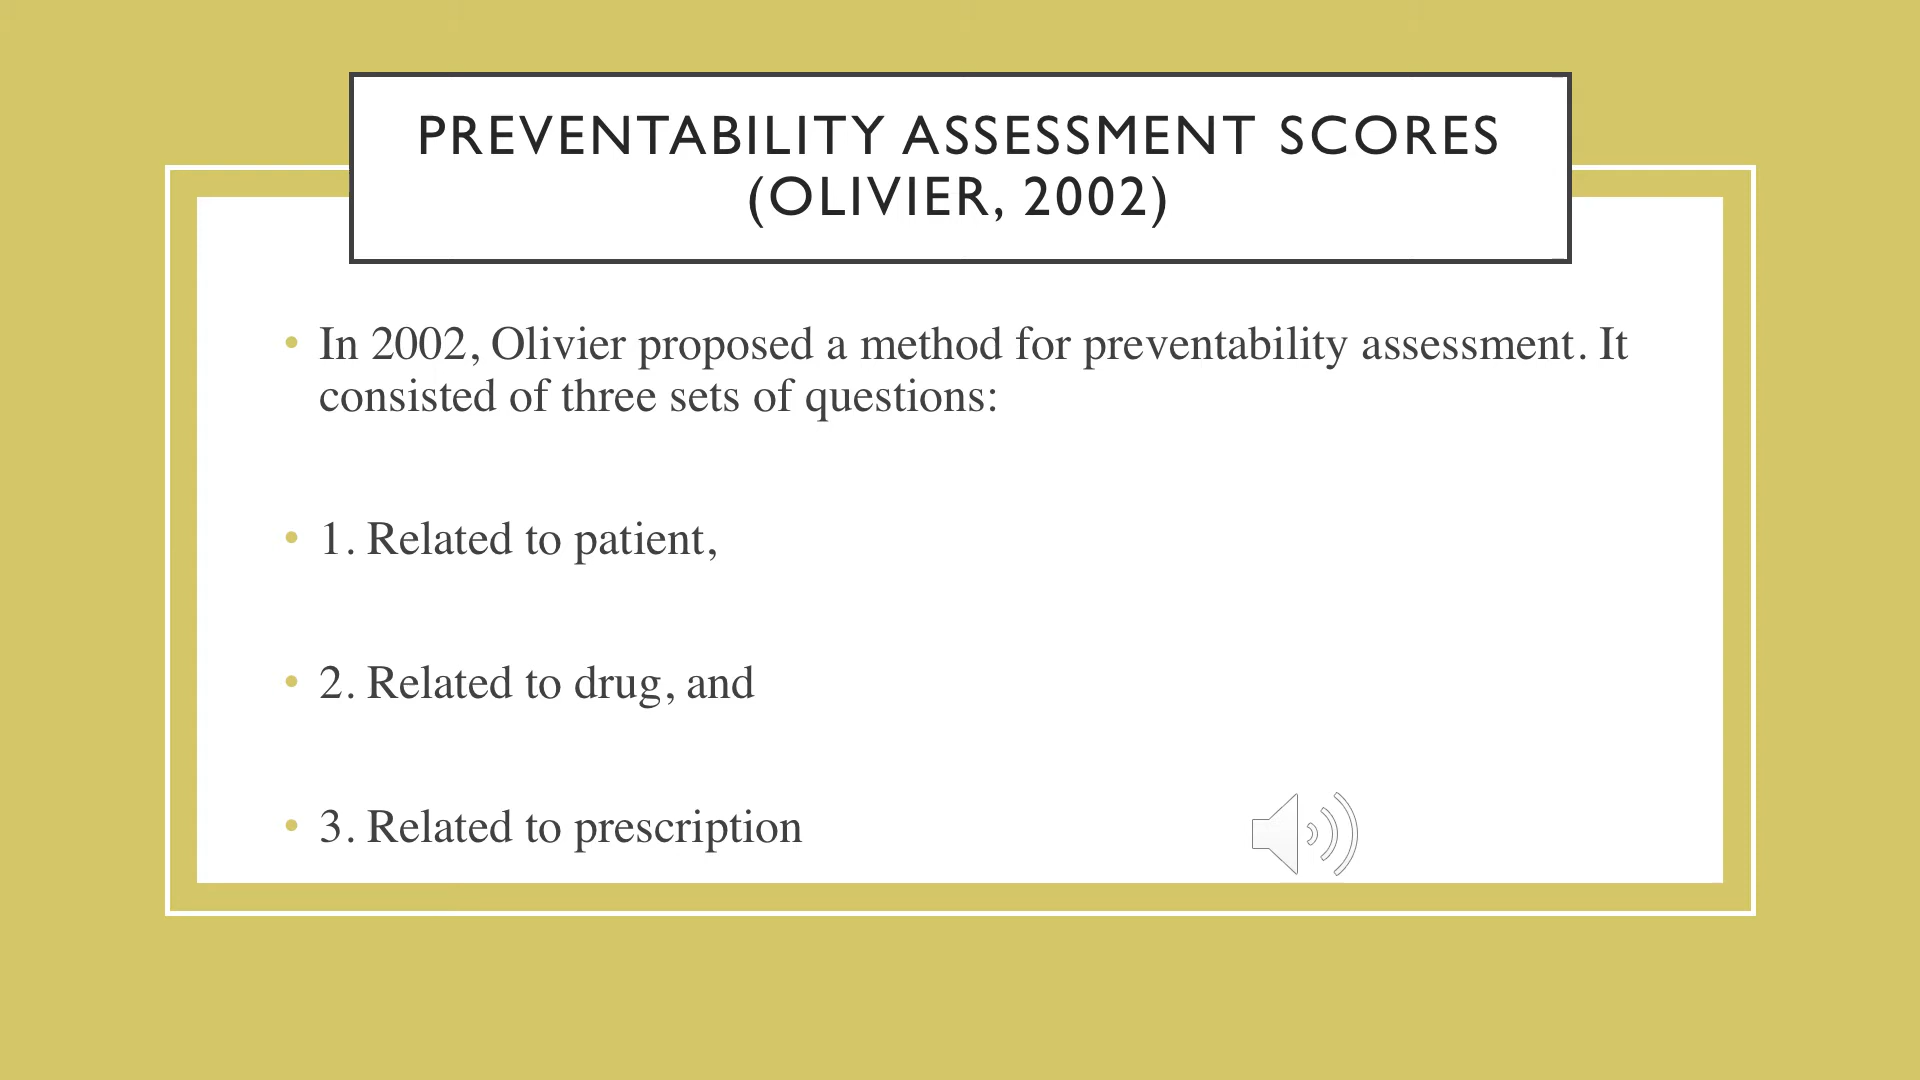 PREVENTABILITY ASSESSMENT SCORES
(OLIVIER, 2002)
• In 2002, Olivier proposed a method for preventability assessment. It
consisted of three sets of questions:
• 1. Related to patient,
• 2. Related to drug, and
• 3. Related to prescription